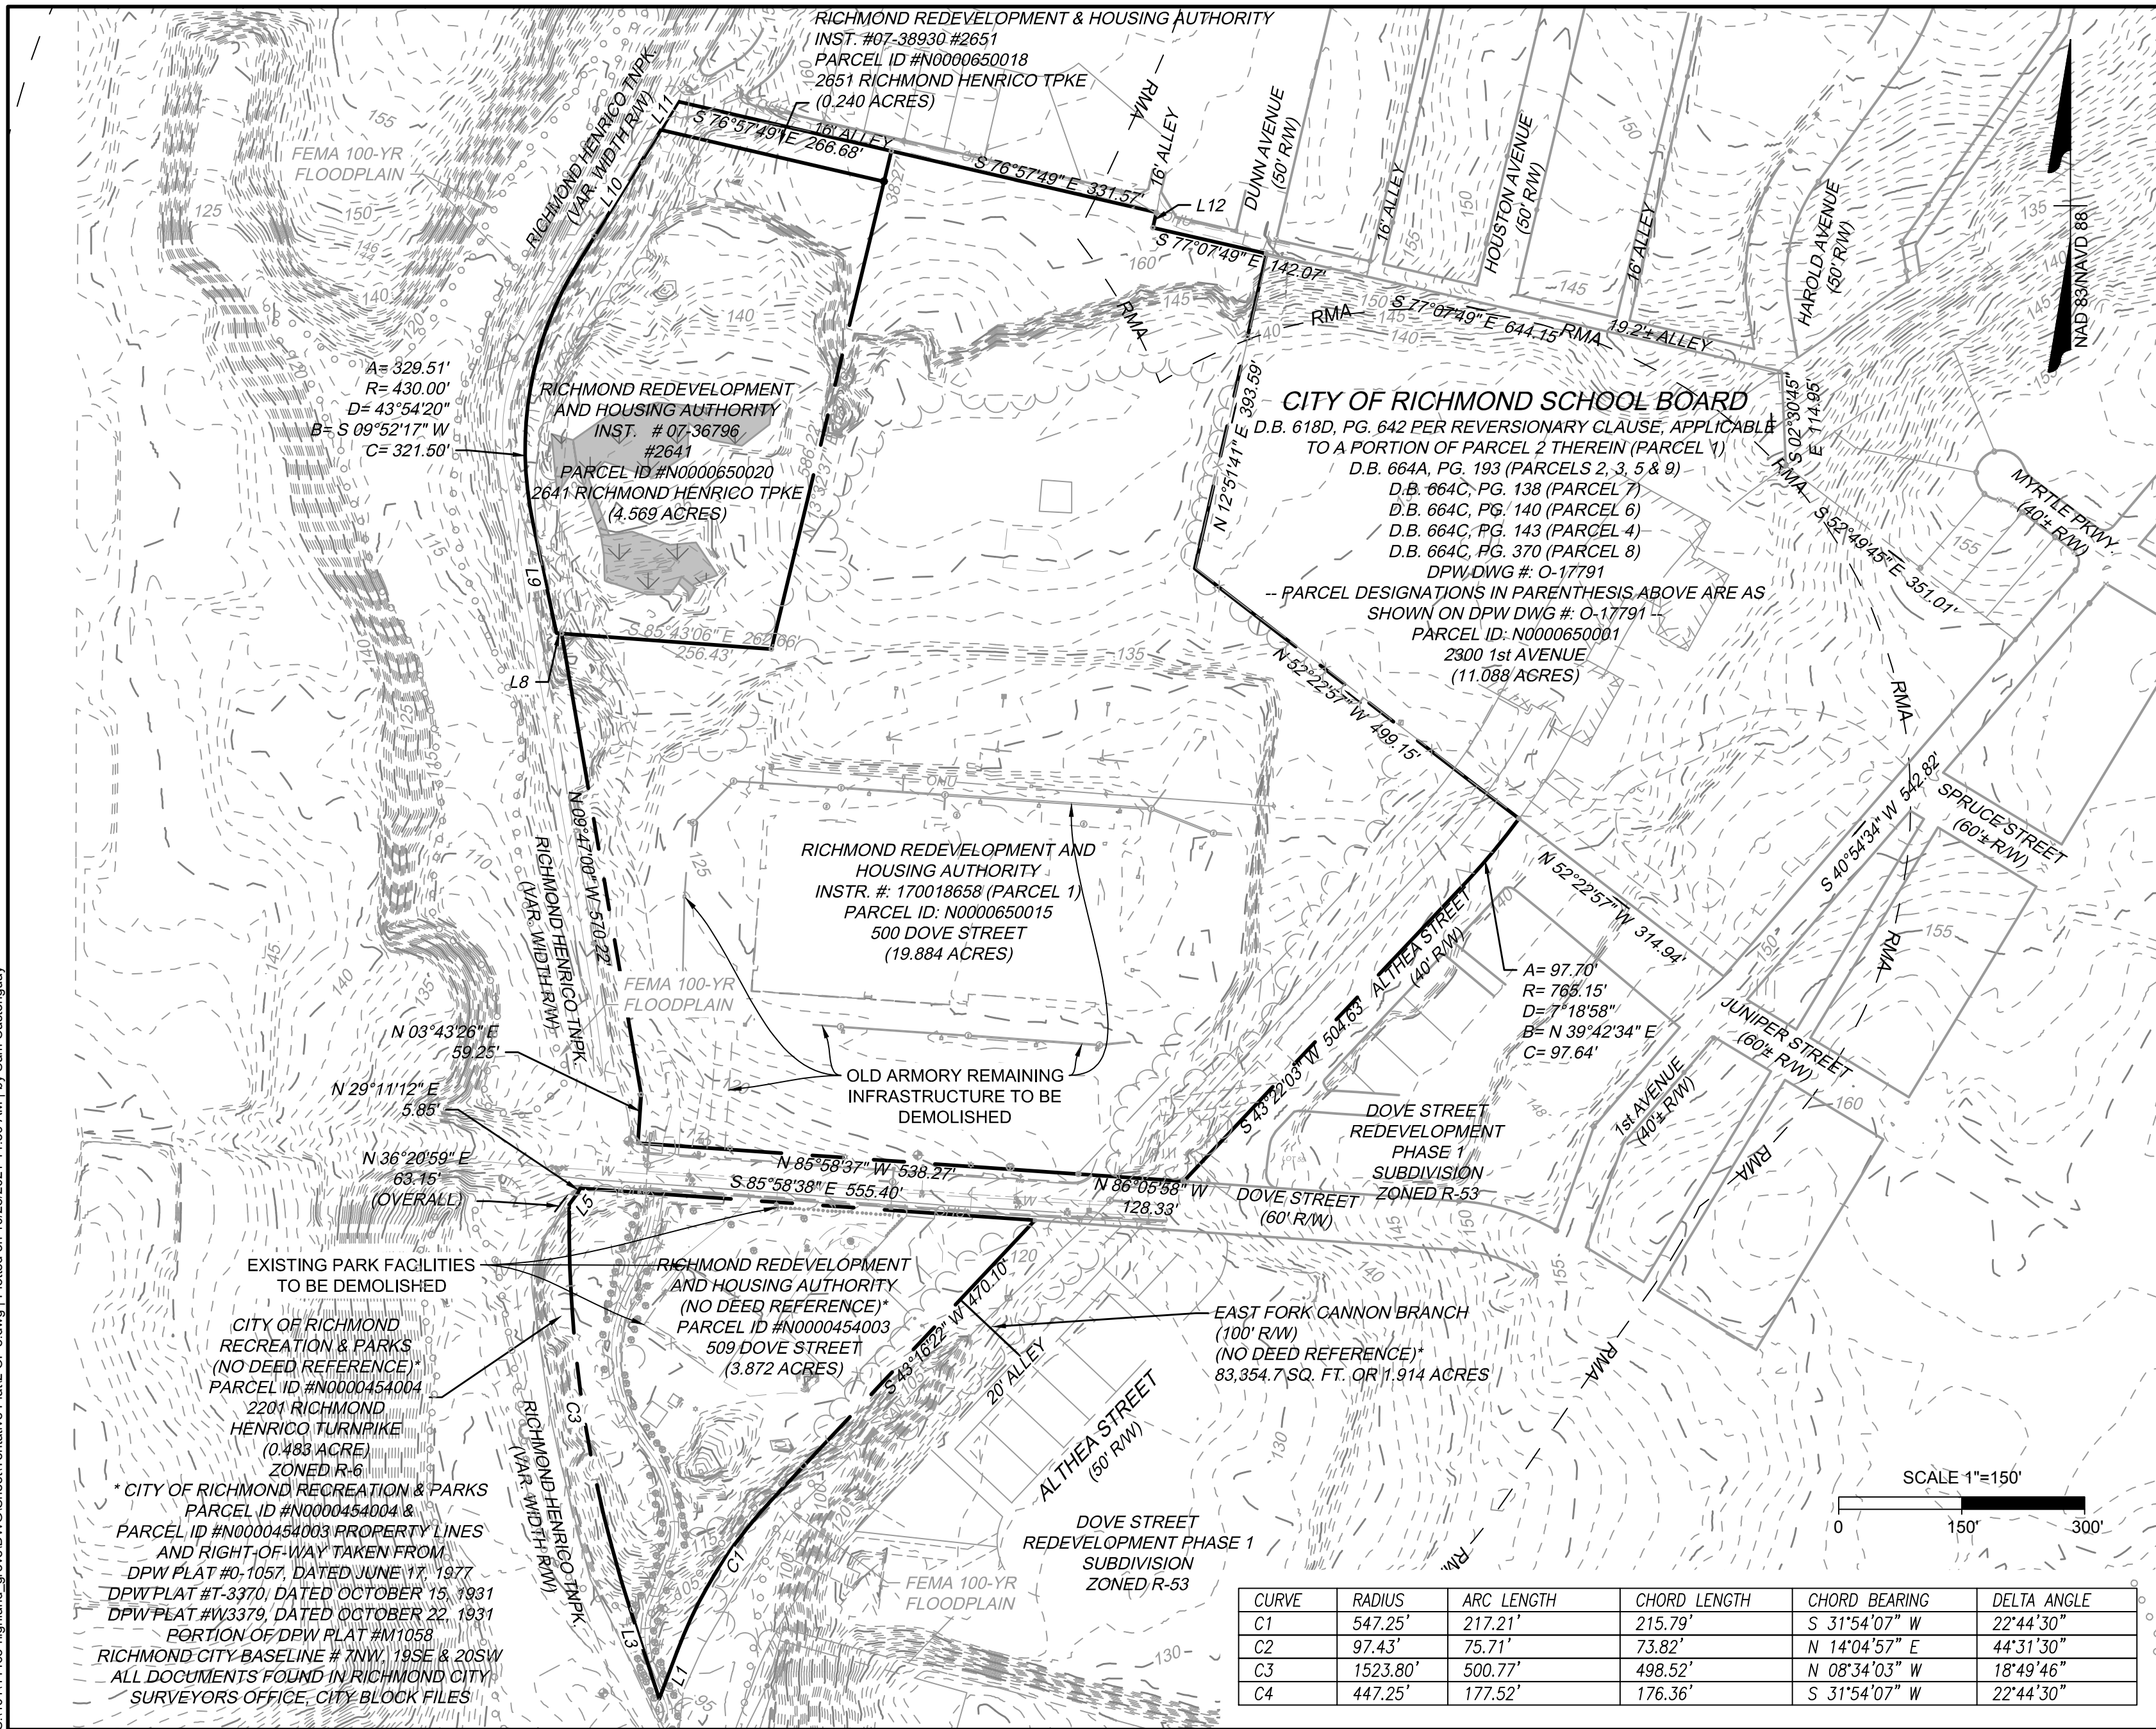 RICHMOND REDEVELOPMENT & HOUSING AUTHORITY
INST. #07-38930 #2651
PARCEL ID #N0000650018
2651 RICHMOND HENRICO TPKE
(0.240 ACRES)
RICHMOND HENRICO TNPK.
(VAR. WIDTH R/W)
L11
L10
S 76°57'49" E 266.68'
16' ALLEY
38.27'
S 76°57'49" E 331.57'
RMA
16' ALLEY
L12
DUNN AVENUE
(50' R/W)
S 77°07'49" E 142.07'
16' ALLEY
HOUSTON AVENUE
(50' R/W)
16' ALLEY
HAROLD AVENUE
(50' R/W)
NAD 83/NAVD 88
FEMA 100-YR
FLOODPLAIN
RMA
RMA
S 77°07'49" E 644.15'
RMA
19.2'± ALLEY
S 02°30'45"
E 114.95'
A= 329.51'
R= 430.00'
D= 43°54'20"
B= S 09°52'17" W
C= 321.50'
RICHMOND REDEVELOPMENT
AND HOUSING AUTHORITY
INST. # 07-36796
#2641
PARCEL ID #N0000650020
2641 RICHMOND HENRICO TPKE
(4.569 ACRES)
N 12°51'41" E 393.59'
CITY OF RICHMOND SCHOOL BOARD
D.B. 618D, PG. 642 PER REVERSIONARY CLAUSE, APPLICABLE
TO A PORTION OF PARCEL 2 THEREIN (PARCEL 1)
D.B. 664A, PG. 193 (PARCELS 2, 3, 5 & 9)
D.B. 664C, PG. 138 (PARCEL 7)
D.B. 664C, PG. 140 (PARCEL 6)
D.B. 664C, PG. 143 (PARCEL 4)
D.B. 664C, PG. 370 (PARCEL 8)
DPW DWG #: O-17791
-- PARCEL DESIGNATIONS IN PARENTHESIS ABOVE ARE AS
SHOWN ON DPW DWG #: O-17791 --
PARCEL ID: N0000650001
2300 1st AVENUE
(11.088 ACRES)
RMA
S 52°49'45" E 351.01'
MYRTLE PKWY.
(40'± R/W)
L9
L8
S 85°43'06" E 262.66'
256.43'
N 52°22'57" W 499.15'
RMA
N 09°47'00" W 570.22'
RICHMOND HENRICO TNPK.
(VAR. WIDTH R/W)
OHU
RICHMOND REDEVELOPMENT AND
HOUSING AUTHORITY
INSTR. #: 170018658 (PARCEL 1)
PARCEL ID: N0000650015
500 DOVE STREET
(19.884 ACRES)
FEMA 100-YR
FLOODPLAIN
N 52°22'57" W 314.94'
S 40°54'34" W 542.82'
SPRUCE STREET
(60'± R/W)
RMA
ALTHEA STREET
(40' R/W)
A= 97.70'
R= 765.15'
D= 7°18'58"
B= N 39°42'34" E
C= 97.64'
JUNIPER STREET
(60'± R/W)
N 03°43'26" E
59.25'
N 29°11'12" E
5.85'
OLD ARMORY REMAINING
INFRASTRUCTURE TO BE
DEMOLISHED
S 43°22'03" W 504.63'
DOVE STREET
REDEVELOPMENT
PHASE 1
SUBDIVISION
ZONED R-53
1st AVENUE
(40'± R/W)
RMA
N 36°20'59" E
63.15'
(OVERALL)
L5
N 85°58'37" W 538.27'
S 85°58'38" E 555.40'
N 86°05'58" W
128.33'
DOVE STREET
(60' R/W)
EXISTING PARK FACILITIES
TO BE DEMOLISHED
RICHMOND REDEVELOPMENT
AND HOUSING AUTHORITY
(NO DEED REFERENCE)*
PARCEL ID #N0000454003
509 DOVE STREET
(3.872 ACRES)
S 43°16'22" W 470.10'
EAST FORK CANNON BRANCH
(100' R/W)
(NO DEED REFERENCE)*
83,354.7 SQ. FT. OR 1.914 ACRES
20' ALLEY
ALTHEA STREET
(50' R/W)
RMA
CITY OF RICHMOND
RECREATION & PARKS
(NO DEED REFERENCE)*
PARCEL ID #N0000454004
2201 RICHMOND
HENRICO TURNPIKE
(0.483 ACRE)
ZONED R-6
* CITY OF RICHMOND RECREATION & PARKS
PARCEL ID #N0000454004 &
PARCEL ID #N0000454003 PROPERTY LINES
AND RIGHT-OF-WAY TAKEN FROM
DPW PLAT #0-1057, DATED JUNE 17, 1977
DPW PLAT #T-3370, DATED OCTOBER 15, 1931
DPW PLAT #W3379, DATED OCTOBER 22, 1931
PORTION OF DPW PLAT #M1058
RICHMOND CITY BASELINE # 7NW, 19SE & 20SW
ALL DOCUMENTS FOUND IN RICHMOND CITY
SURVEYORS OFFICE, CITY BLOCK FILES
C3
RICHMOND HENRICO TNPK.
(VAR. WIDTH R/W)
L3
L1
C1
DOVE STREET
REDEVELOPMENT PHASE 1
SUBDIVISION
ZONED R-53
FEMA 100-YR
FLOODPLAIN
SCALE 1"=150'
0 150' 300'
CURVE RADIUS ARC LENGTH CHORD LENGTH CHORD BEARING DELTA ANGLE
C1 547.25' 217.21' 215.79' S 31°54'07" W 22°44'30"
C2 97.43' 75.71' 73.82' N 14°04'57" E 44°31'30"
C3 1523.80' 500.77' 498.52' N 08°34'03" W 18°49'46"
C4 447.25' 177.52' 176.36' S 31°54'07" W 22°44'30"